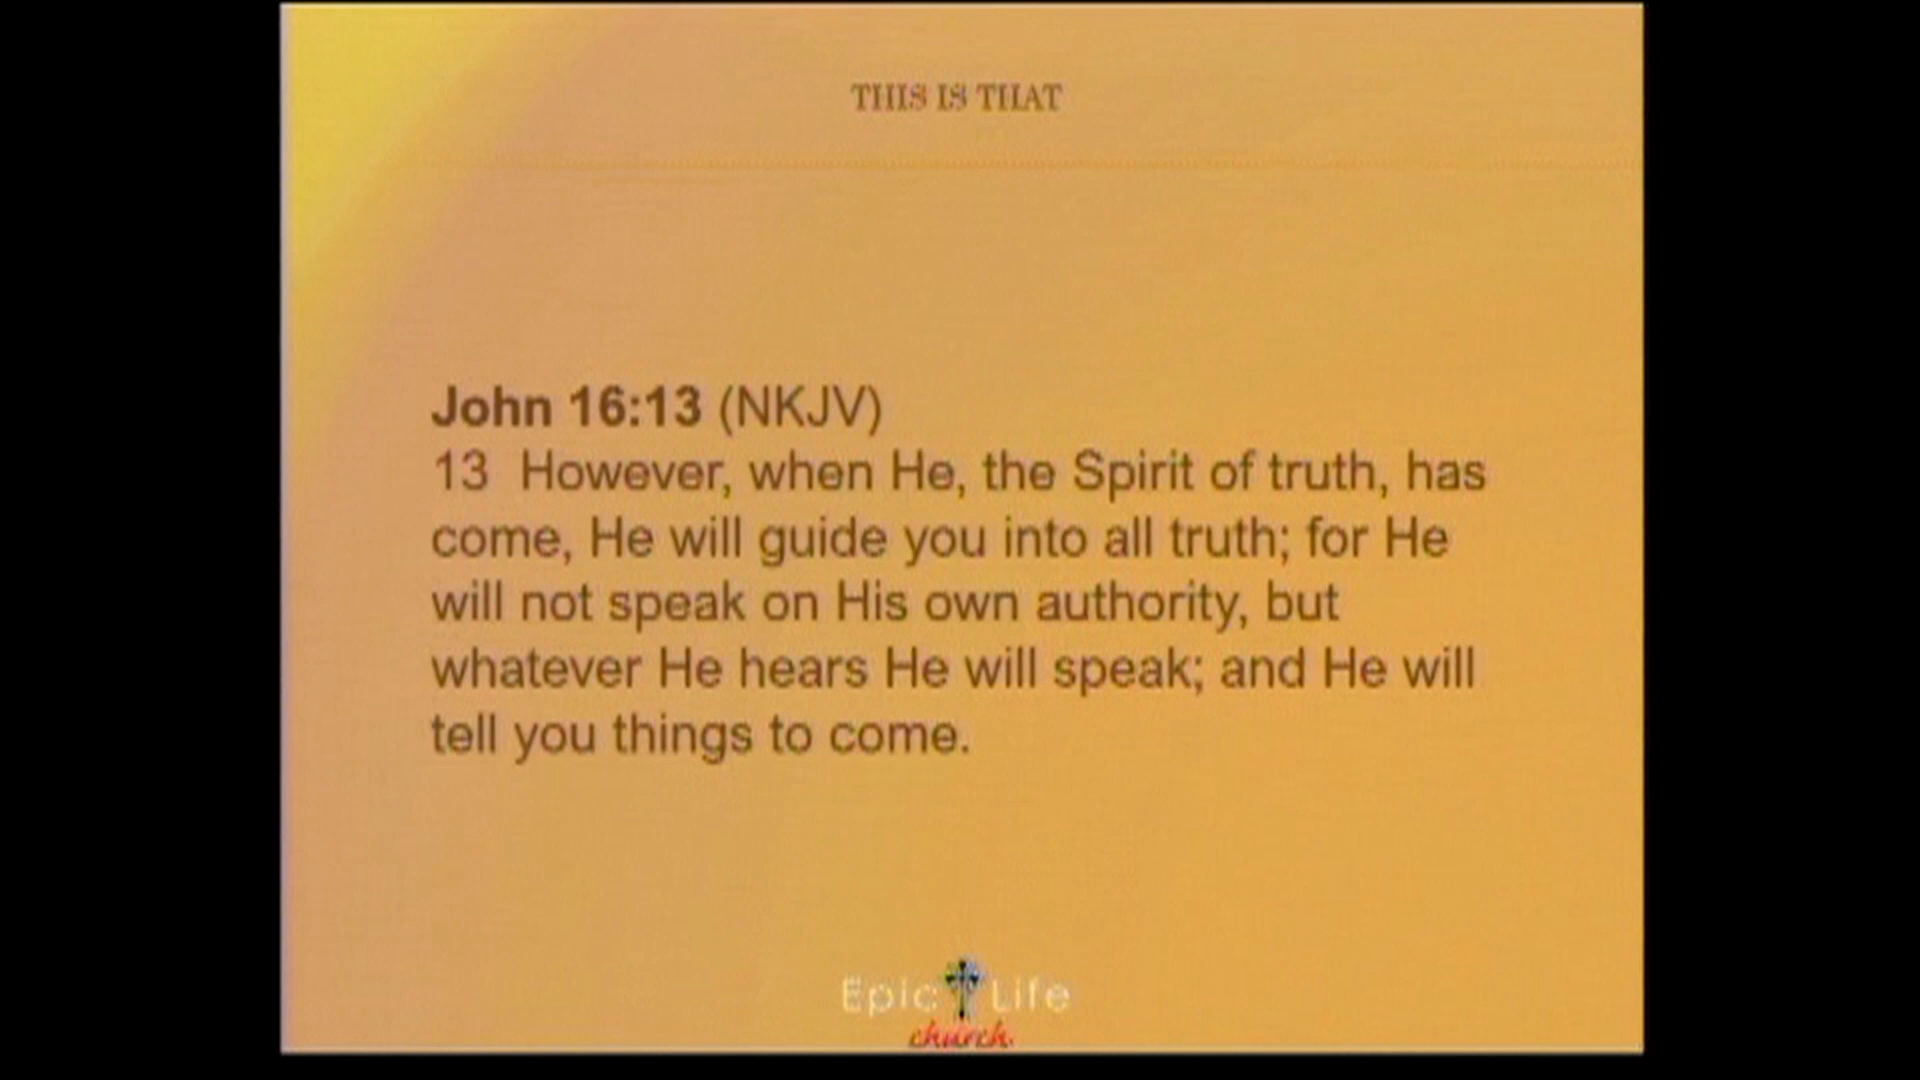 THIS IS THAT
John 16:13 (NKJV)
13 However, when He, the Spirit of truth, has
come, He will guide you into all truth; for He
will not speak on His own authority, but
whatever He hears He will speak; and He will
tell you things to come.
Epic Life
church